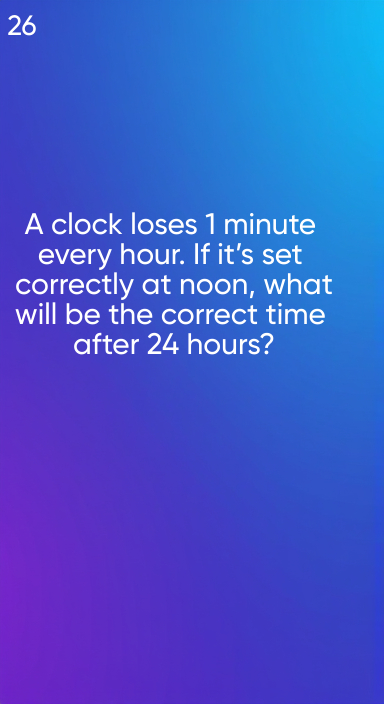 26
A clock loses 1 minute
every hour. If it’s set
correctly at noon, what
will be the correct time
after 24 hours?